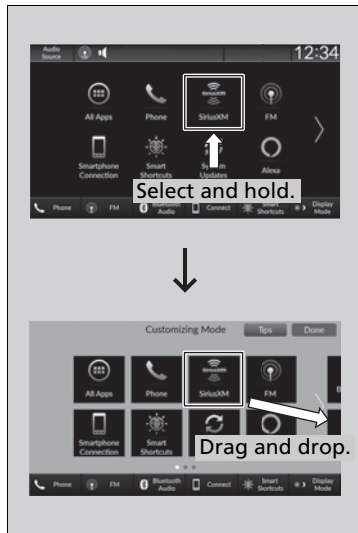 Audio
Source
12:34
SiriusXM
All Apps
Phone
SiriusXM
FM
Smartphone
Connection
Smart
Shortcuts
System
Updates
Alexa
Select and hold.
Phone
FM
Bluetooth
Audio
Connect
Smart
Shortcuts
Display
Mode
Customizing Mode
Tips
Done
SiriusXM
All Apps
Phone
SiriusXM
FM
B
Smartphone
Connection
Smart
Shortcuts
Drag and drop.
Phone
FM
Bluetooth
Audio
Connect
Smart
Shortcuts
Display
Mode